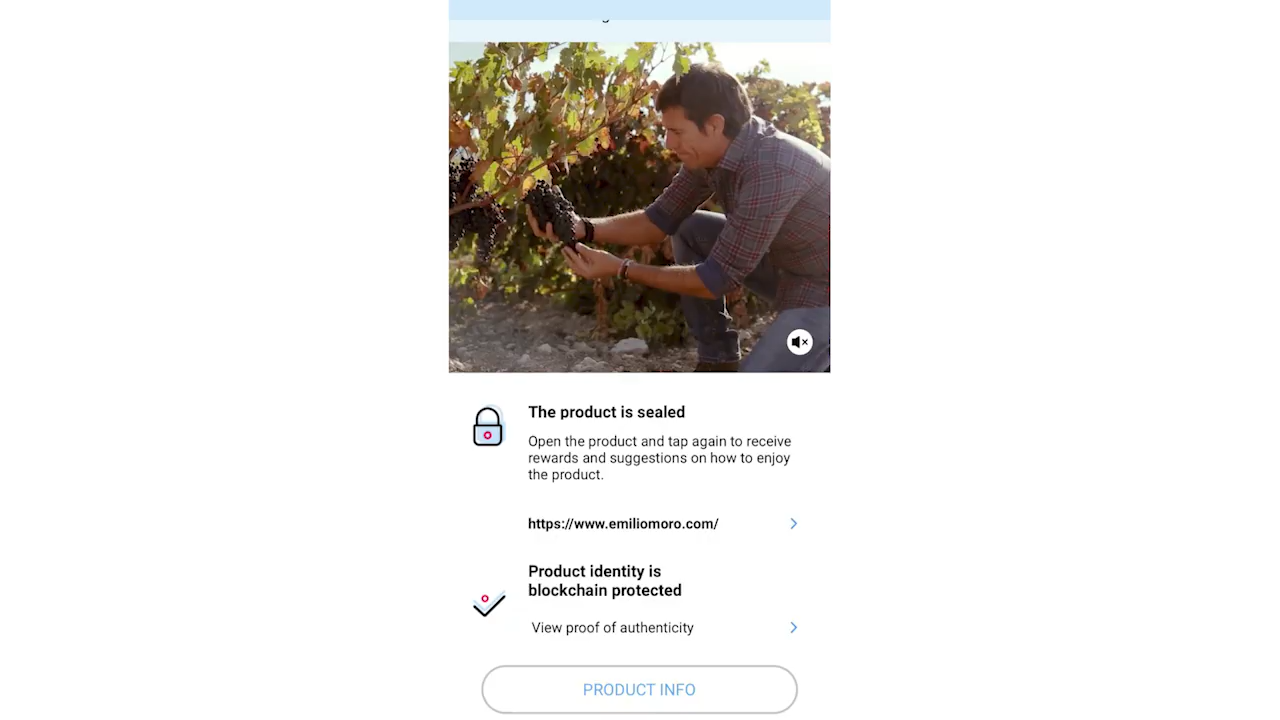 The product is sealed
Open the product and tap again to receive
rewards and suggestions on how to enjoy
the product.
https://www.emiliomoro.com/
Product identity is
blockchain protected
View proof of authenticity
PRODUCT INFO